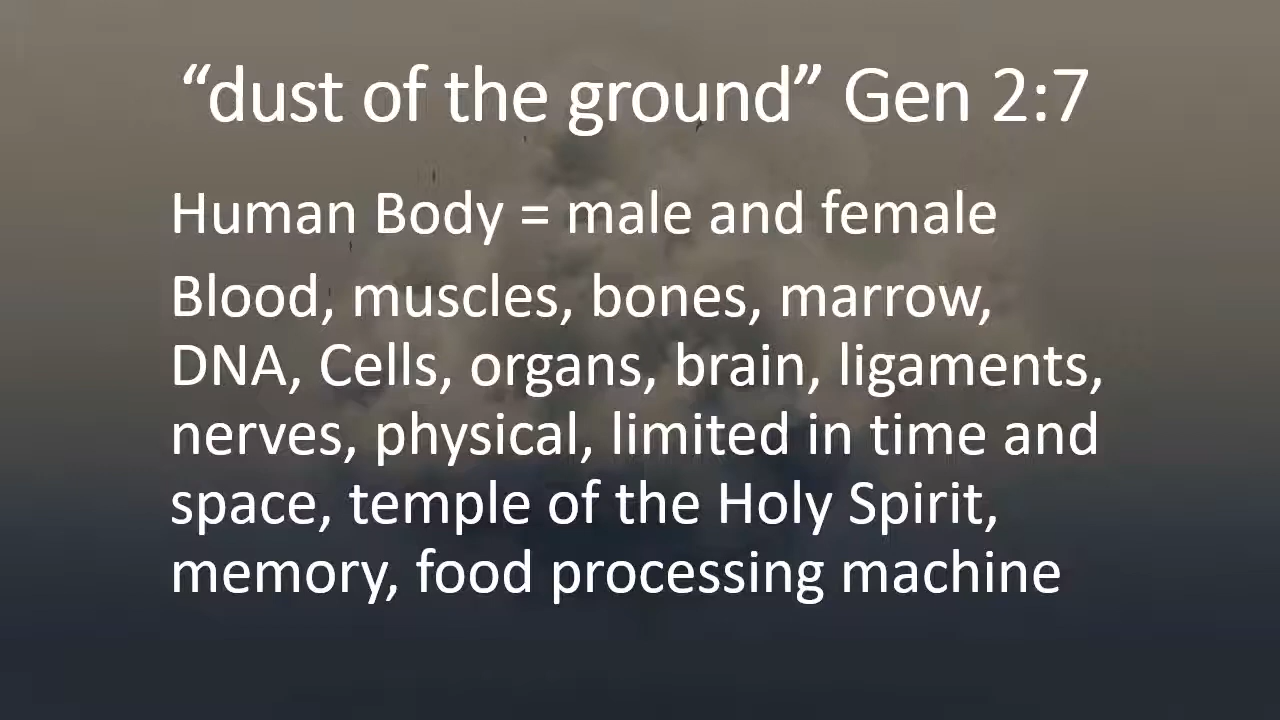 “dust of the ground” Gen 2:7
Human Body = male and female
Blood, muscles, bones, marrow,
DNA, Cells, organs, brain, ligaments,
nerves, physical, limited in time and
space, temple of the Holy Spirit,
memory, food processing machine